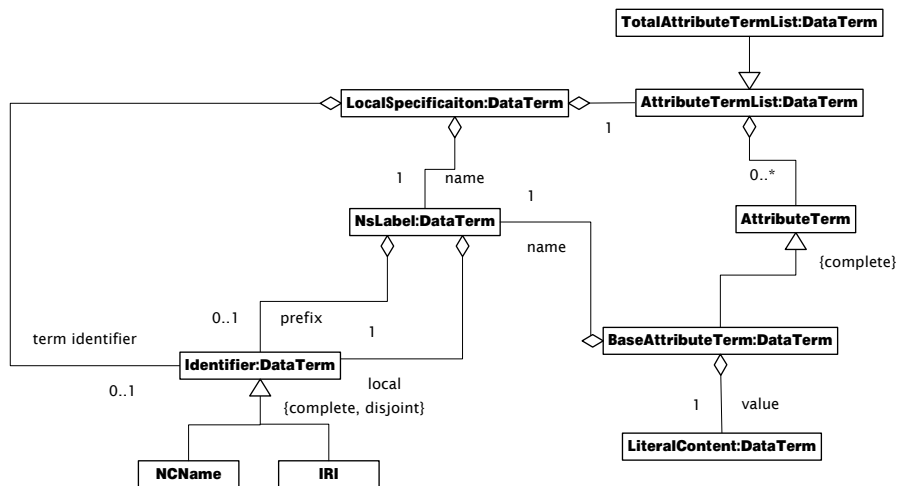 TotalAttributeTermList:DataTerm
LocalSpecificaiton:DataTerm
AttributeTermList:DataTerm
1
0..*
1
name
1
NsLabel:DataTerm
AttributeTerm
name
{complete}
0..1
prefix
1
term identifier
BaseAttributeTerm:DataTerm
Identifier:DataTerm
0..1
local
{complete, disjoint}
1
value
LiteralContent:DataTerm
NCName
IRI